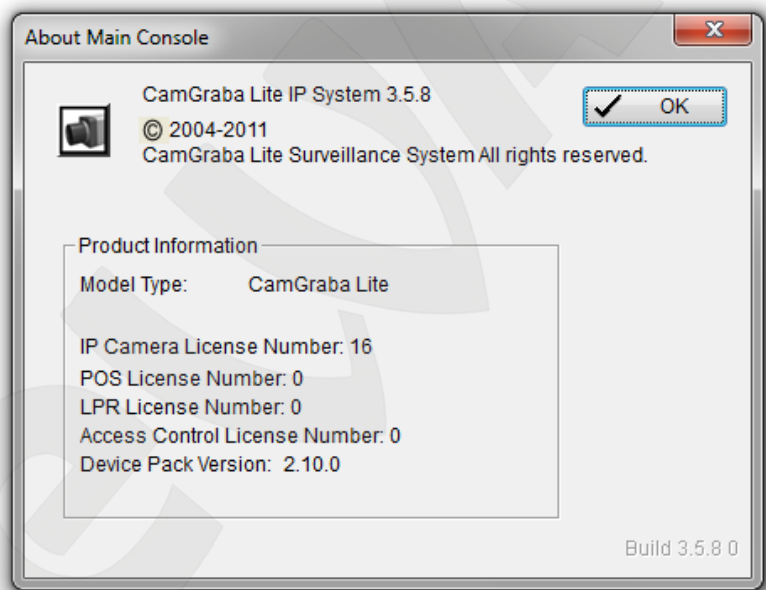 About Main Console
CamGraba Lite IP System 3.5.8
OK
© 2004-2011
CamGraba Lite Surveillance System All rights reserved.
Product Information
Model Type: CamGraba Lite
IP Camera License Number: 16
POS License Number: 0
LPR License Number: 0
Access Control License Number: 0
Device Pack Version: 2.10.0
Build 3.5.8 0